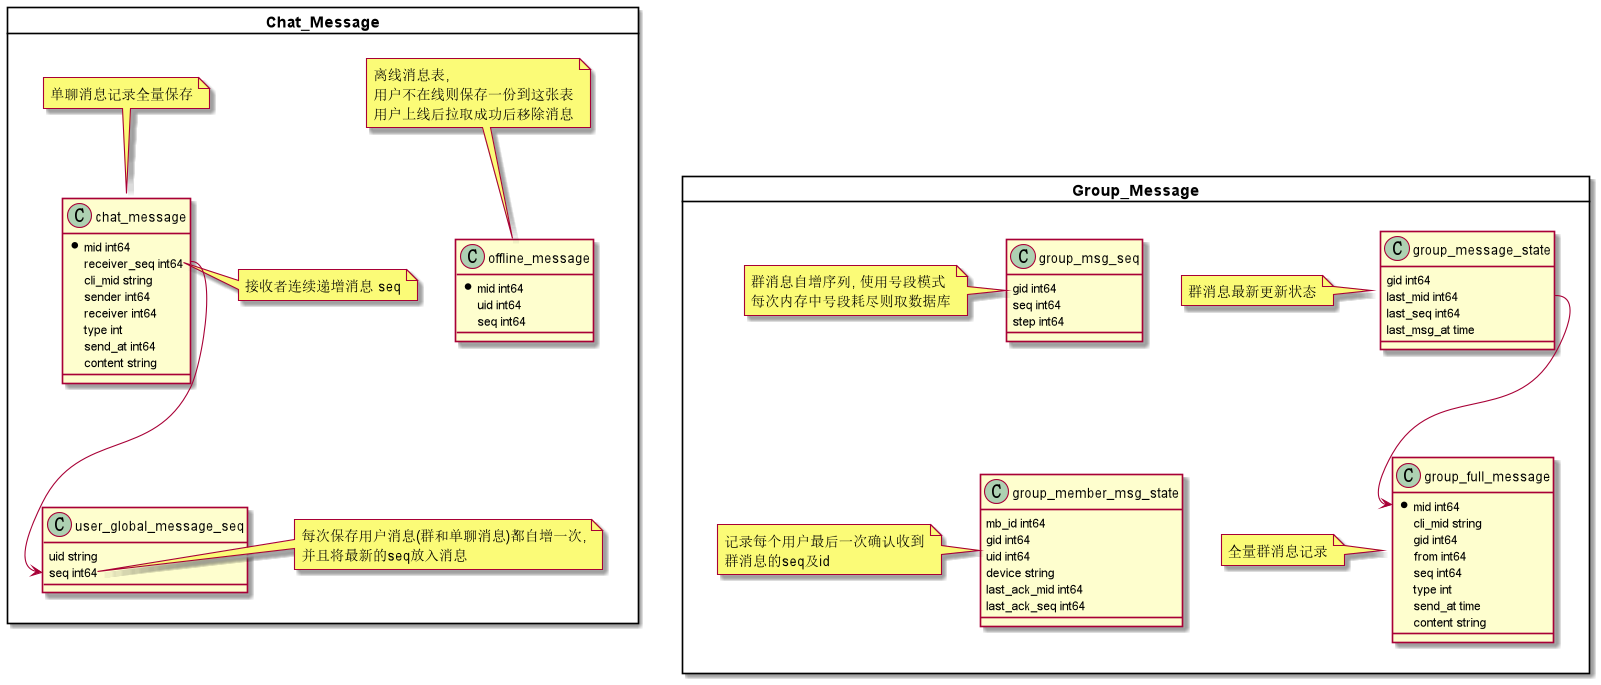 Chat_Message
单聊消息记录全量保存
离线消息表,
用户不在线则保存一份到这张表
用户上线后拉取成功后移除消息
C chat_message
mid int64
receiver_seq int64
cli_mid string
sender int64
receiver int64
type int
send_at int64
content string
接收者连续递增消息 seq
C offline_message
mid int64
uid int64
seq int64
C user_global_message_seq
uid string
seq int64
每次保存用户消息(群和单聊消息)都自增一次,
并且将最新的seq放入消息
Group_Message
群消息自增序列, 使用号段模式
每次内存中号段耗尽则取数据库
C group_msg_seq
gid int64
seq int64
step int64
群消息最新更新状态
C group_message_state
gid int64
last_mid int64
last_seq int64
last_msg_at time
记录每个用户最后一次确认收到
群消息的seq及id
C group_member_msg_state
mb_id int64
gid int64
uid int64
device string
last_ack_mid int64
last_ack_seq int64
全量群消息记录
C group_full_message
mid int64
cli_mid string
gid int64
from int64
seq int64
type int
send_at time
content string